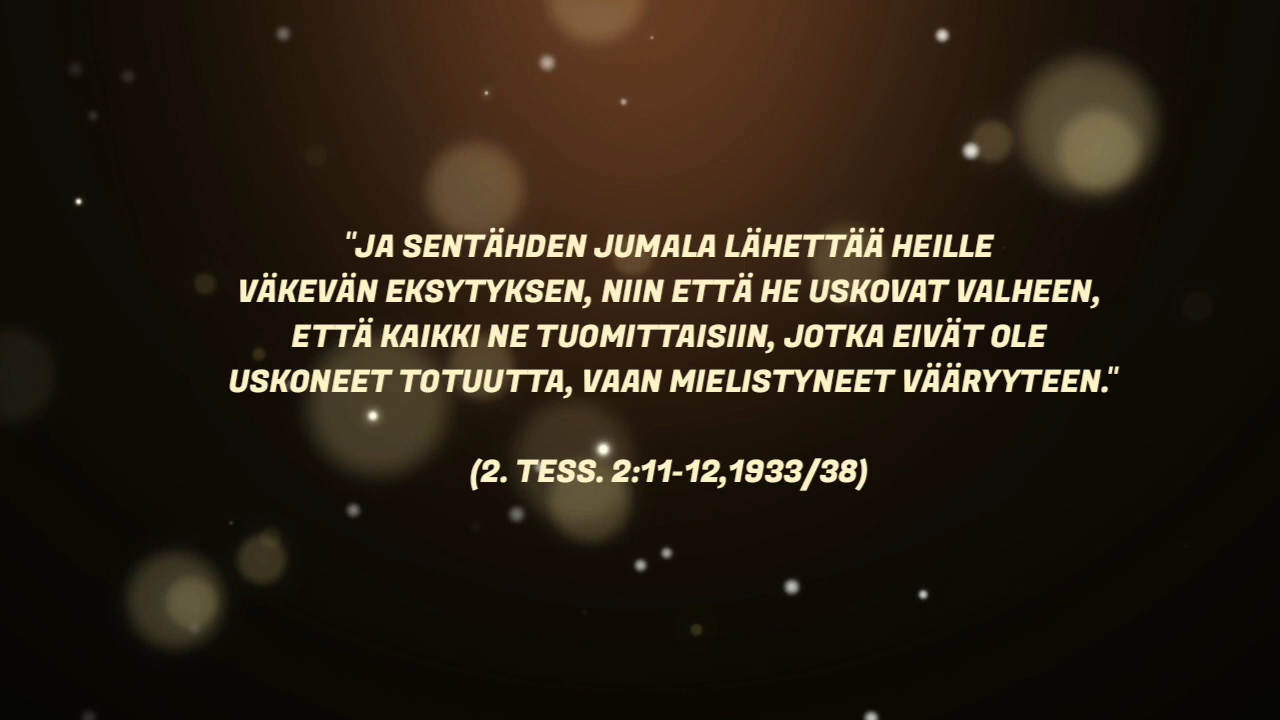 "JA SENTÄHDEN JUMALA LÄHETTÄÄ HEILLE
VÄKEVÄN EKSYTYKSEN, NIIN ETTÄ HE USKOVAT VALHEEN,
ETTÄ KAIKKI NE TUOMITTAISIIN, JOTKA EIVÄT OLE
USKONEET TOTUUTTA, VAAN MIELISTYNEET VÄÄRYYTEEN."
(2. TESS. 2:11-12,1933/38)